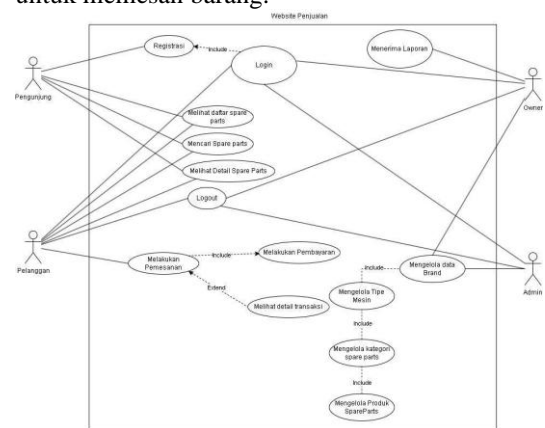 untuk memesan barang.
Website Penjualan
Registrasi
Include
Login
Menerima Laporan
Pengunjung
Owner
Melihat daftar spare
parts
Mencari Spare parts
Melihat Detail Spare Parts
Logout
Pelanggan
Melakukan
Pemesanan
Include
Melakukan Pembayaran
Include
Mengelola data
Brand
Admin
Extend
Melihat detail transaksi
Mengelola Tipe
Mesin
Include
Mengelola kategori
spare parts
Include
Mengelola Produk
SpareParts